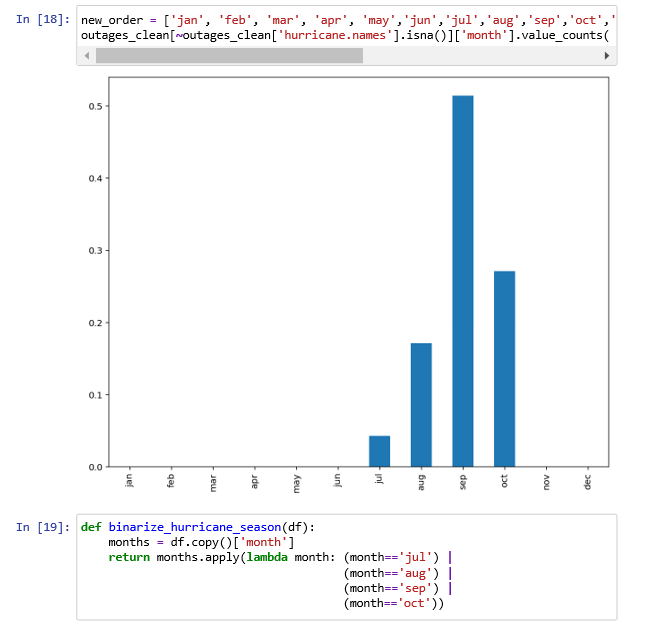 In [18]:
new_order = ['jan', 'feb', 'mar', 'apr', 'may','jun','jul','aug','sep','oct','
outages_clean[~outages_clean['hurricane.names'].isna()]['month'].value_counts(
0.5
0.4
0.3
0.2
0.1
0.0
jan feb mar apr may jun jul aug sep oct nov dec
In [19]:
def binarize_hurricane_season(df):
    months = df.copy()['month']
    return months.apply(lambda month: (month=='jul') |
                                      (month=='aug') |
                                      (month=='sep') |
                                      (month=='oct'))